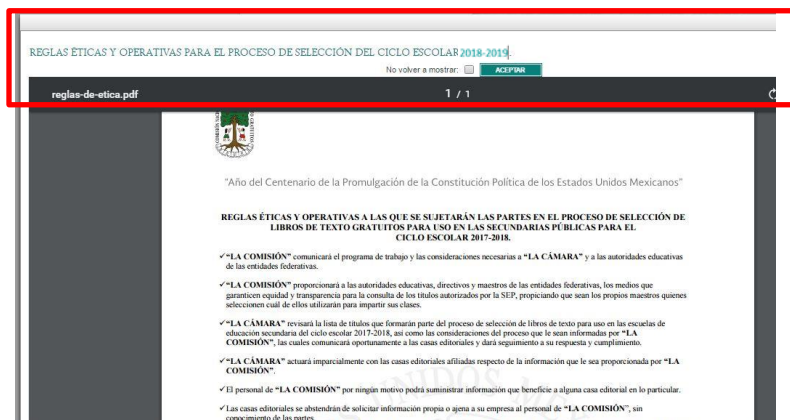 REGLAS ÉTICAS Y OPERATIVAS PARA EL PROCESO DE SELECCIÓN DEL CICLO ESCOLAR 2018-2019.
No volver a mostrar: ACEPTAR
reglas-de-etica.pdf 1 / 1
"Año del Centenario de la Promulgación de la Constitución Política de los Estados Unidos Mexicanos"
REGLAS ÉTICAS Y OPERATIVAS A LAS QUE SE SUJETARÁN LAS PARTES EN EL PROCESO DE SELECCIÓN DE
LIBROS DE TEXTO GRATUITOS PARA USO EN LAS SECUNDARIAS PÚBLICAS PARA EL
CICLO ESCOLAR 2017-2018.
✓"LA COMISIÓN" comunicará el programa de trabajo y las consideraciones necesarias a "LA CÁMARA" y a las autoridades educativas
de las entidades federativas.
✓"LA COMISIÓN" proporcionará a las autoridades educativas, directivos y maestros de las entidades federativas, los medios que
garanticen equidad y transparencia para la consulta de los títulos autorizados por la SEP, propiciando que sean los propios maestros quienes
seleccionen cuál de ellos utilizarán para impartir sus clases.
✓"LA CÁMARA" revisará la lista de títulos que formarán parte del proceso de selección de libros de texto para uso en las escuelas de
educación secundaria del ciclo escolar 2017-2018, así como las consideraciones del proceso que le sean informadas por "LA
COMISIÓN", las cuales comunicará oportunamente a las casas editoriales y dará seguimiento a su respuesta y cumplimiento.
✓"LA CÁMARA" actuará imparcialmente con las casas editoriales afiliadas respecto de la información que le sea proporcionada por "LA
COMISIÓN".
✓El personal de "LA COMISIÓN" por ningún motivo podrá suministrar información que beneficie a alguna casa editorial en lo particular.
✓Las casas editoriales se abstendrán de solicitar información propia o ajena a su empresa al personal de "LA COMISIÓN", sin
conocimiento de las partes.
UNIDOS ME